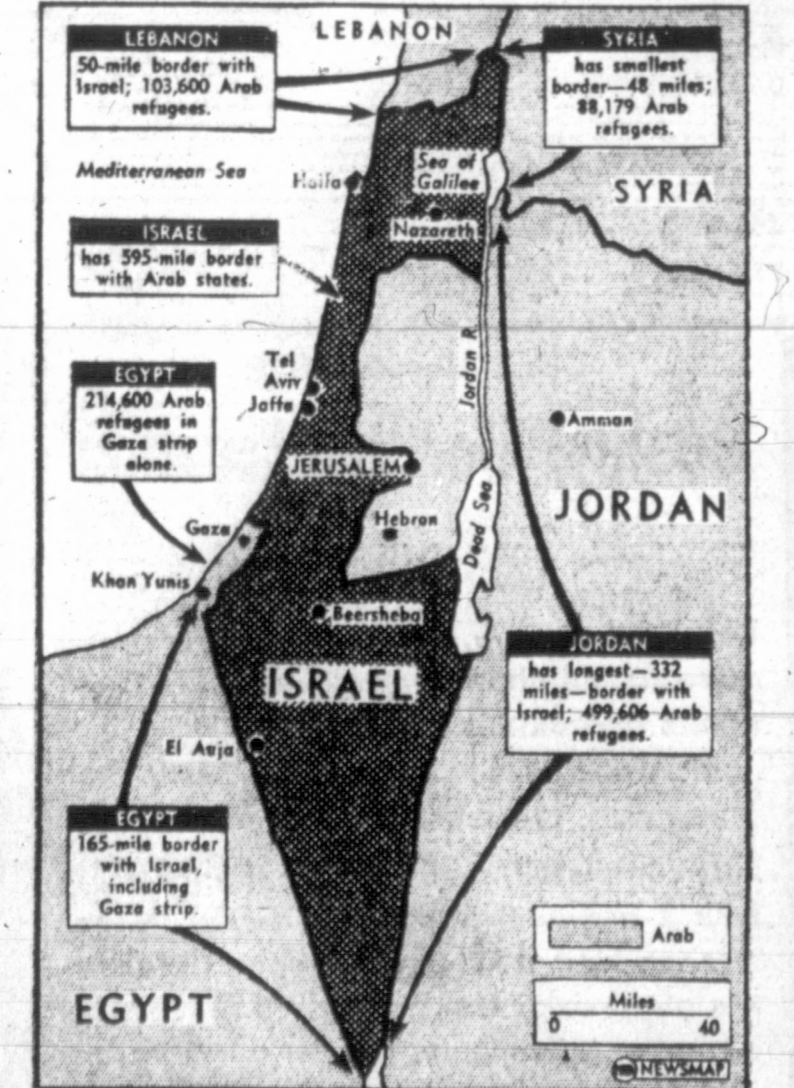 LEBANON
LEBANON
50-mile border with
Israel; 103,600 Arab
refugees.
SYRIA
has smallest
border—48 miles;
88,179 Arab
refugees.
Mediterranean Sea
Haifa
Sea of
Galilee
SYRIA
Nazareth
ISRAEL
has 595-mile border
with Arab states.
Tel
Aviv
Jaffa
Jordan R.
EGYPT
214,600 Arab
refugees in
Gaza strip
alone.
Amman
JERUSALEM
JORDAN
Hebron
Dead Sea
Gaza
Khan Yunis
Beersheba
ISRAEL
JORDAN
has longest—332
miles—border with
Israel; 499,606 Arab
refugees.
El Auja
EGYPT
165-mile border
with Israel,
including
Gaza strip.
Arab
EGYPT
Miles
0 40
NEWSMAP